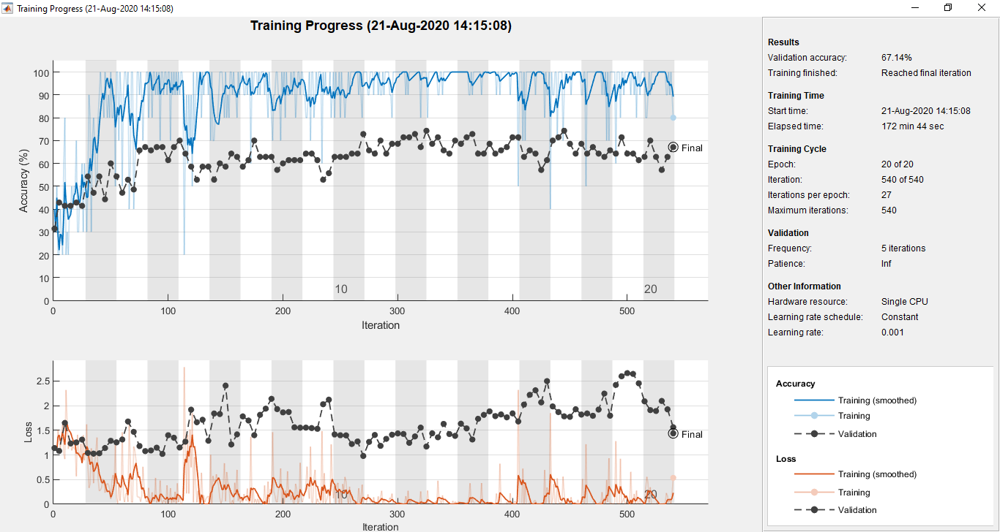 Training Progress (21-Aug-2020 14:15:08)
Training Progress (21-Aug-2020 14:15:08)
100
90
80
70
60
50
40
30
20
10
0
Accuracy (%)
Final
10
20
0
100
200
300
400
500
Iteration
2.5
2
1.5
1
0.5
0
Loss
Final
10
20
0
100
200
300
400
500
Iteration
Results
Validation accuracy: 67.14%
Training finished: Reached final iteration
Training Time
Start time: 21-Aug-2020 14:15:08
Elapsed time: 172 min 44 sec
Training Cycle
Epoch: 20 of 20
Iteration: 540 of 540
Iterations per epoch: 27
Maximum iterations: 540
Validation
Frequency: 5 iterations
Patience: Inf
Other Information
Hardware resource: Single CPU
Learning rate schedule: Constant
Learning rate: 0.001
Accuracy
Training (smoothed)
Training
Validation
Loss
Training (smoothed)
Training
Validation